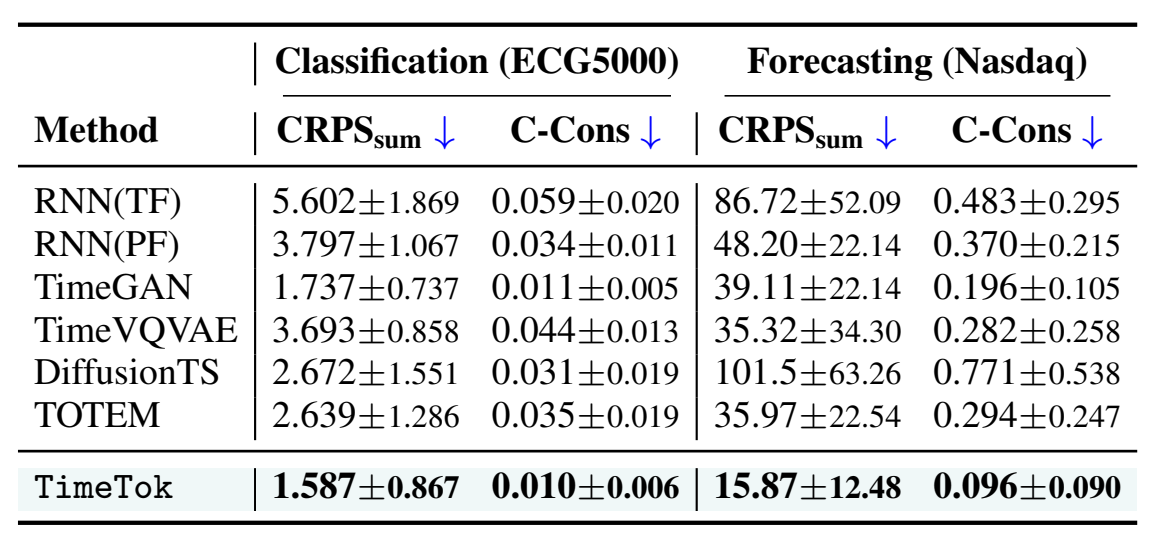 Classification (ECG5000) Forecasting (Nasdaq)
Method CRPSsum ↓ C-Cons ↓ CRPSsum ↓ C-Cons ↓
RNN(TF) 5.602±1.869 0.059±0.020 86.72±52.09 0.483±0.295
RNN(PF) 3.797±1.067 0.034±0.011 48.20±22.14 0.370±0.215
TimeGAN 1.737±0.737 0.011±0.005 39.11±22.14 0.196±0.105
TimeVQVAE 3.693±0.858 0.044±0.013 35.32±34.30 0.282±0.258
DiffusionTS 2.672±1.551 0.031±0.019 101.5±63.26 0.771±0.538
TOTEM 2.639±1.286 0.035±0.019 35.97±22.54 0.294±0.247
TimeTok 1.587±0.867 0.010±0.006 15.87±12.48 0.096±0.090